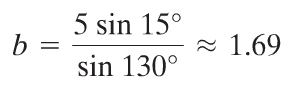 b = 5 sin 15° / sin 130° ≈ 1.69